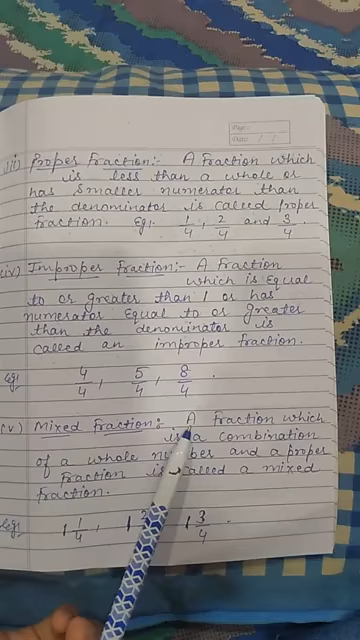 Page:
Date: / /
iii) Proper Fraction:- A fraction which
is less than a whole or
has smaller numerator than
the denominator is called proper
fraction. Eg. 1/4, 2/4 and 3/4.
iv) Improper Fraction:- A Fraction
which is equal
to or greater than 1 or has
numerator equal to or greater
than the denominator is
called an improper fraction.
Eg: 4/4, 5/4, 8/4.
(v) Mixed Fraction:- A fraction which
is a combination
of a whole number and a proper
fraction is called a mixed
fraction.
Eg: 1 1/4, 1 3/4.